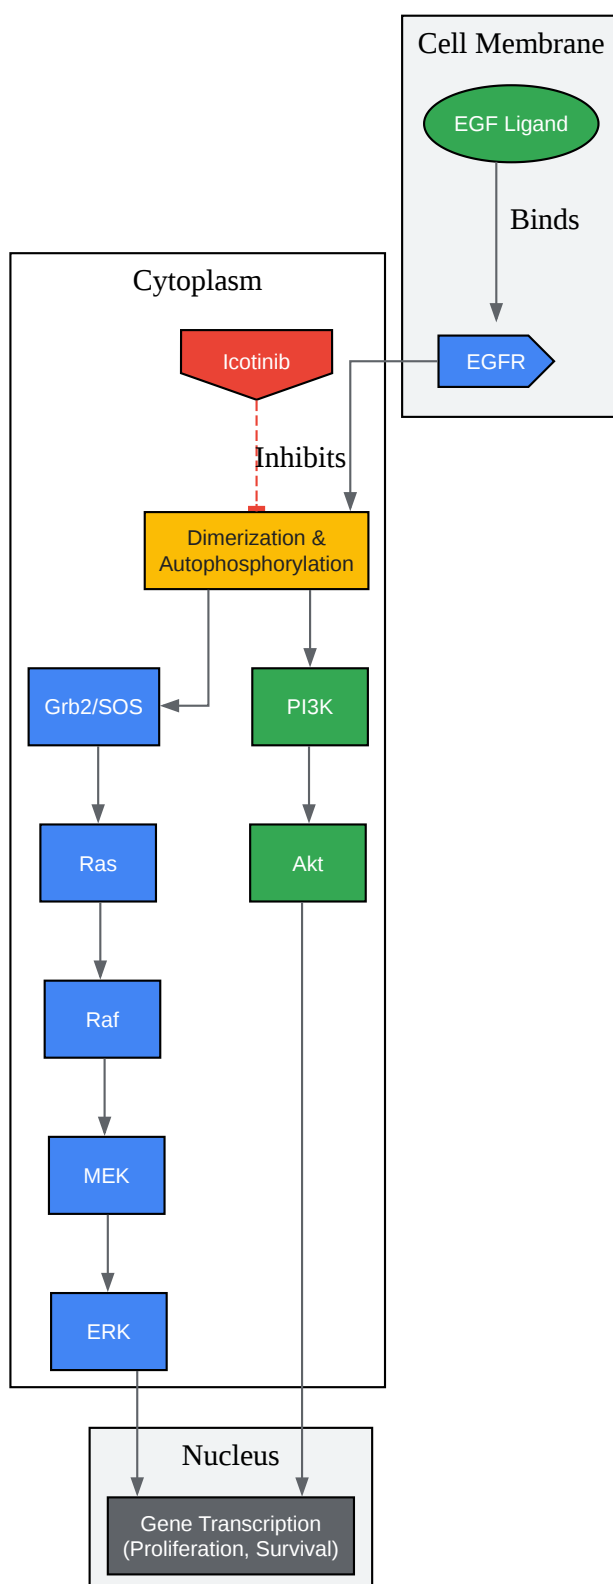 Cell Membrane
EGF Ligand
Binds
EGFR
Cytoplasm
Icotinib
Inhibits
Dimerization &
Autophosphorylation
Grb2/SOS
PI3K
Ras
Akt
Raf
MEK
ERK
Nucleus
Gene Transcription
(Proliferation, Survival)